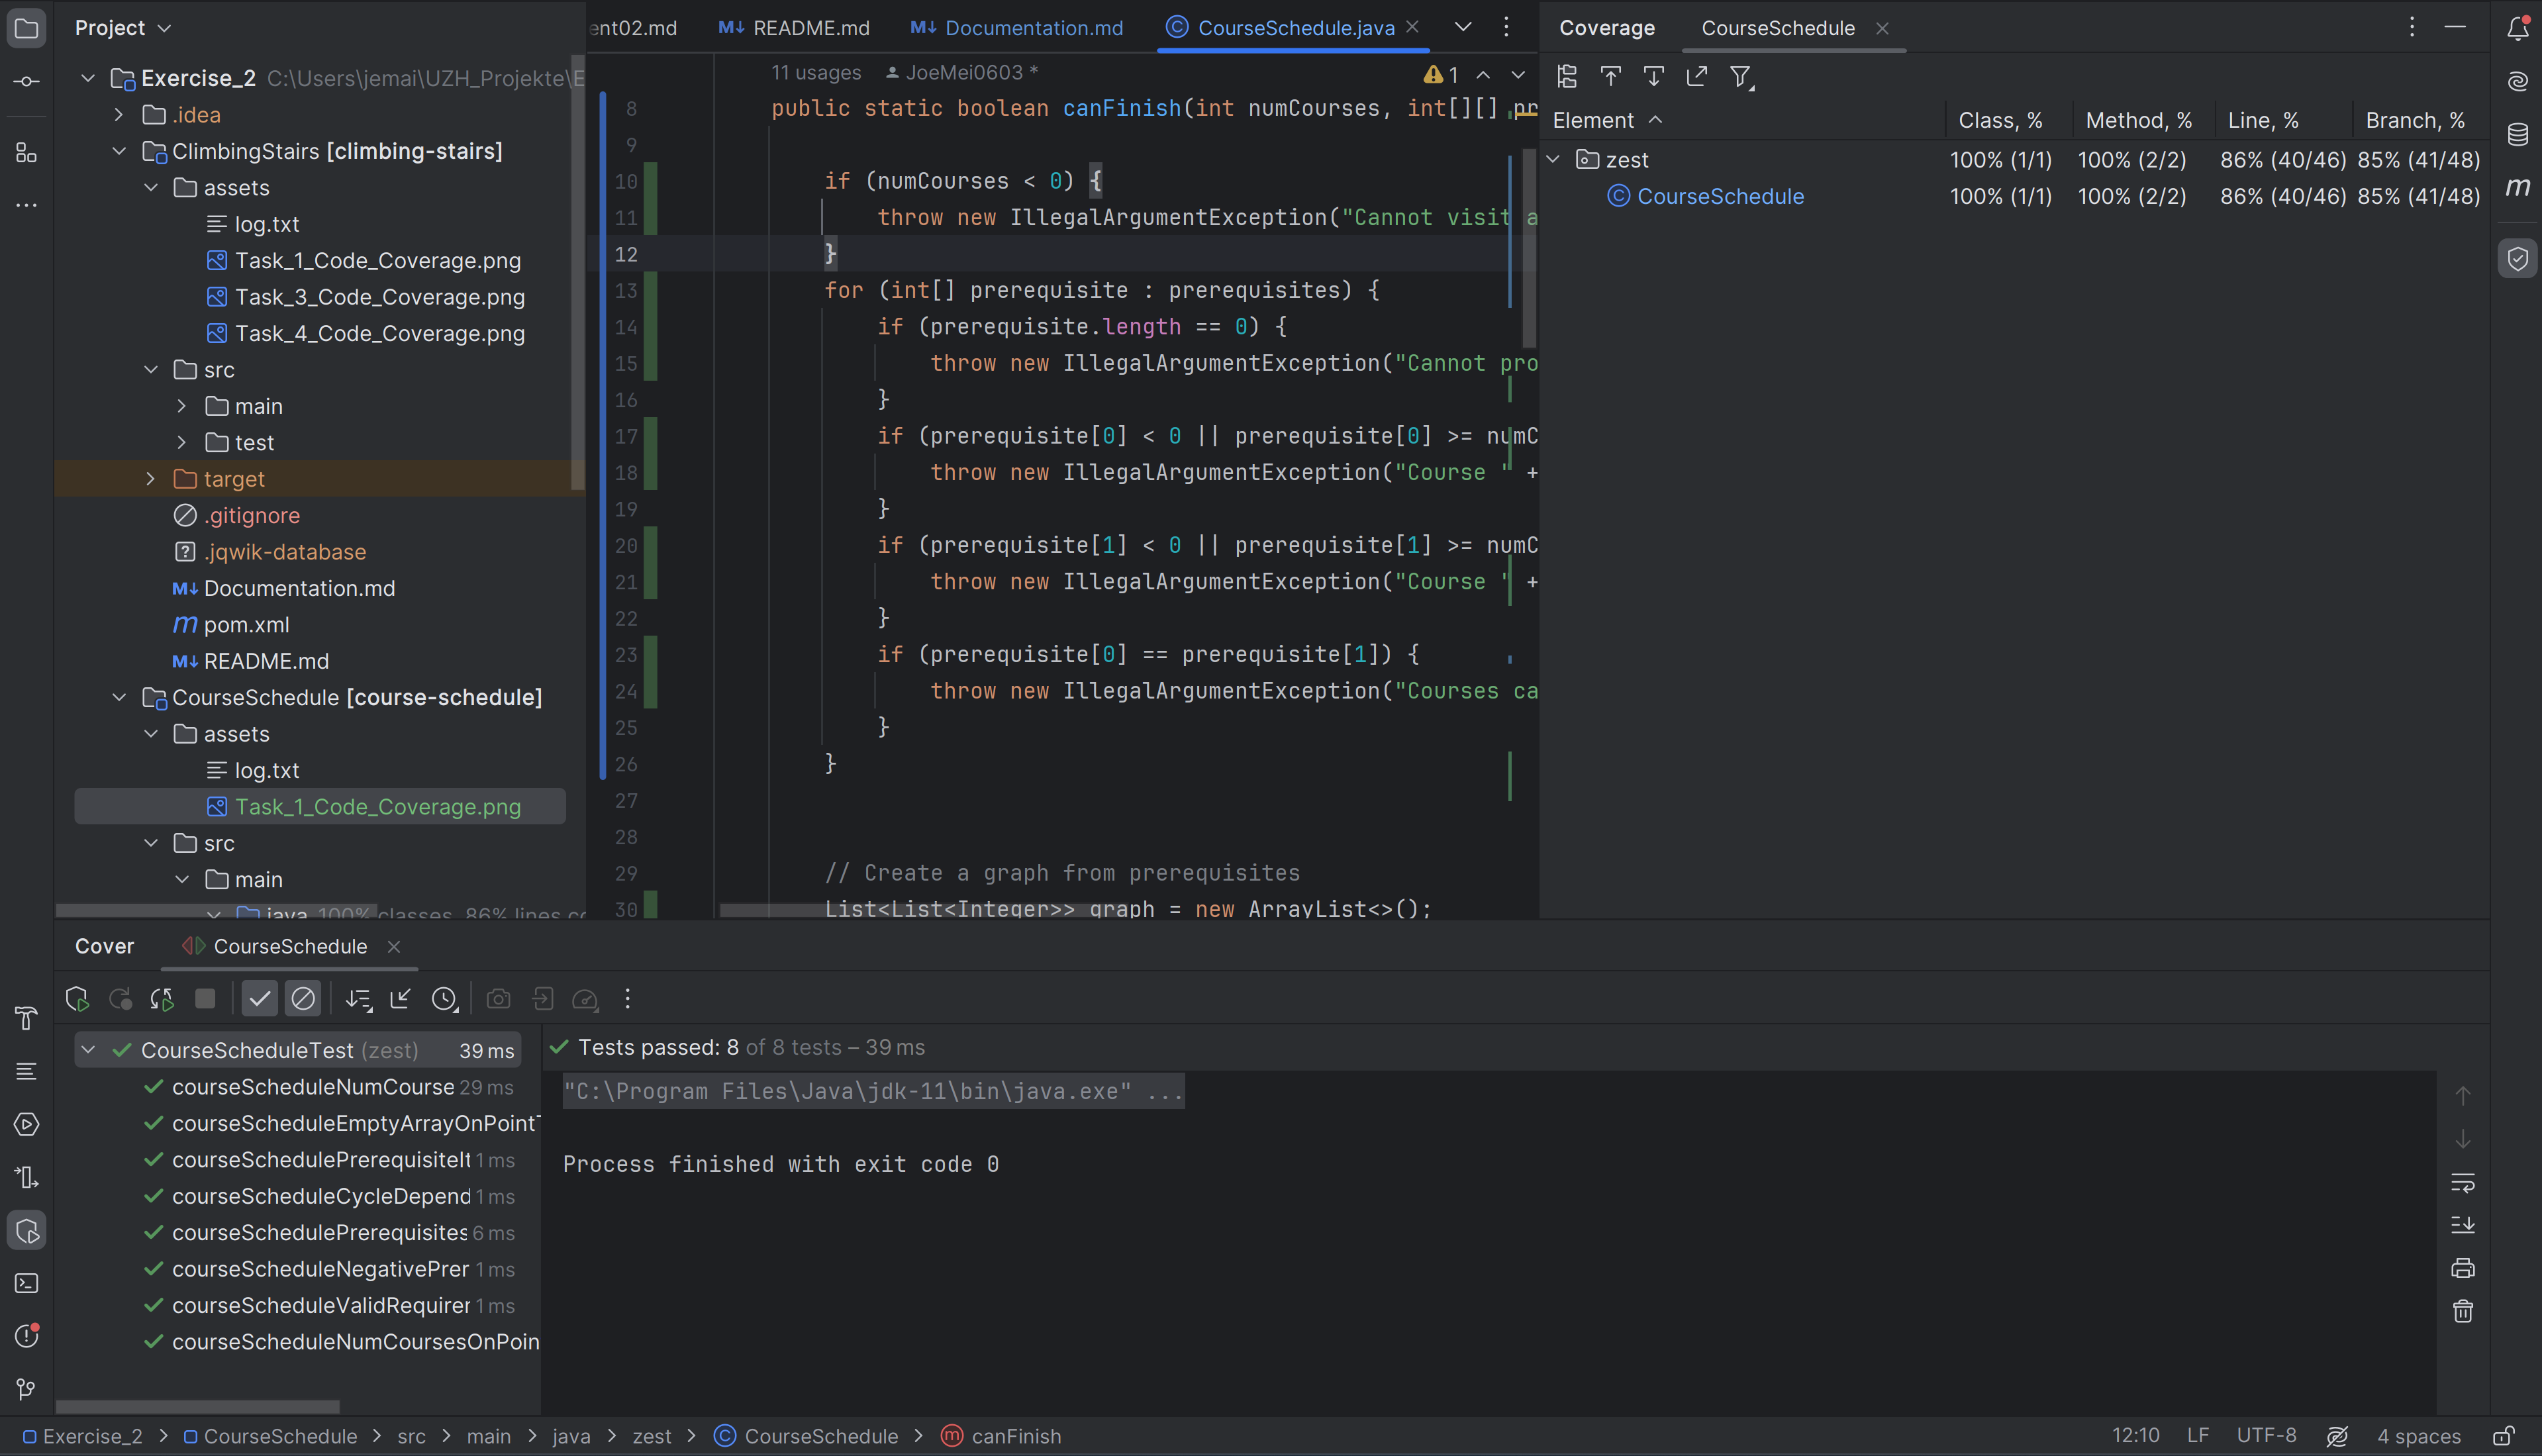 Project
Exercise_2 C:\Users\jemai\UZH_Projekte\E
.idea
ClimbingStairs [climbing-stairs]
assets
log.txt
Task_1_Code_Coverage.png
Task_3_Code_Coverage.png
Task_4_Code_Coverage.png
src
main
test
target
.gitignore
.jqwik-database
Documentation.md
pom.xml
README.md
CourseSchedule [course-schedule]
assets
log.txt
Task_1_Code_Coverage.png
src
main
java 100% classes, 86% lines co
ent02.md README.md Documentation.md CourseSchedule.java
11 usages JoeMei0603 * 1
8 public static boolean canFinish(int numCourses, int[][] pr
9
10 if (numCourses < 0) {
11 throw new IllegalArgumentException("Cannot visit a
12 }
13 for (int[] prerequisite : prerequisites) {
14 if (prerequisite.length == 0) {
15 throw new IllegalArgumentException("Cannot pro
16 }
17 if (prerequisite[0] < 0 || prerequisite[0] >= numC
18 throw new IllegalArgumentException("Course " +
19 }
20 if (prerequisite[1] < 0 || prerequisite[1] >= numC
21 throw new IllegalArgumentException("Course " +
22 }
23 if (prerequisite[0] == prerequisite[1]) {
24 throw new IllegalArgumentException("Courses ca
25 }
26 }
27
28
29 // Create a graph from prerequisites
30 List<List<Integer>> graph = new ArrayList<>();
Coverage CourseSchedule
Element Class, % Method, % Line, % Branch, %
zest 100% (1/1) 100% (2/2) 86% (40/46) 85% (41/48)
CourseSchedule 100% (1/1) 100% (2/2) 86% (40/46) 85% (41/48)
Cover CourseSchedule
CourseScheduleTest (zest) 39 ms
courseScheduleNumCourse 29 ms
courseScheduleEmptyArrayOnPointT
courseSchedulePrerequisiteIt 1 ms
courseScheduleCycleDepend 1 ms
courseSchedulePrerequisites 6 ms
courseScheduleNegativePrer 1 ms
courseScheduleValidRequirer 1 ms
courseScheduleNumCoursesOnPoin
Tests passed: 8 of 8 tests – 39 ms
"C:\Program Files\Java\jdk-11\bin\java.exe" ...
Process finished with exit code 0
Exercise_2 > CourseSchedule > src > main > java > zest > CourseSchedule > canFinish
12:10 LF UTF-8 4 spaces